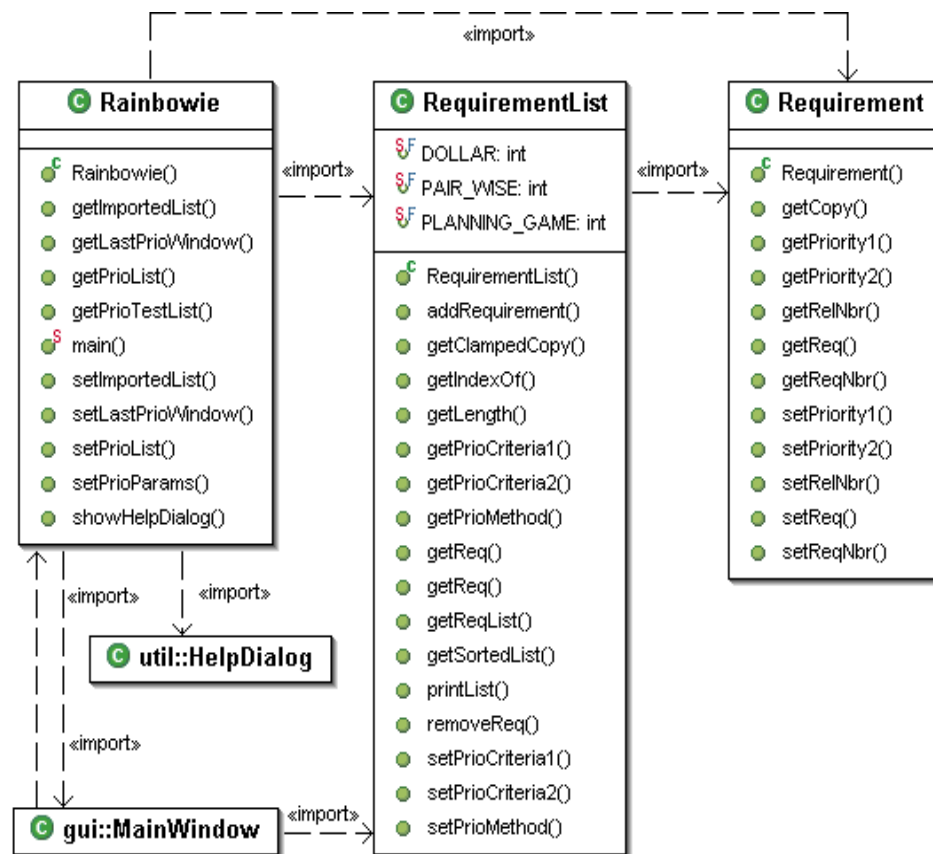 «import»
C Rainbowie
C Rainbowie()
getImportedList()
getLastPrioWindow()
getPrioList()
getPrioTestList()
S main()
setImportedList()
setLastPrioWindow()
setPrioList()
setPrioParams()
showHelpDialog()
«import»
C RequirementList
S F DOLLAR: int
S F PAIR_WISE: int
S F PLANNING_GAME: int
C RequirementList()
addRequirement()
getClampedCopy()
getIndexOf()
getLength()
getPrioCriteria1()
getPrioCriteria2()
getPrioMethod()
getReq()
getReq()
getReqList()
getSortedList()
printList()
removeReq()
setPrioCriteria1()
setPrioCriteria2()
setPrioMethod()
«import»
C Requirement
C Requirement()
getCopy()
getPriority1()
getPriority2()
getRelNbr()
getReq()
getReqNbr()
setPriority1()
setPriority2()
setRelNbr()
setReq()
setReqNbr()
«import»
«import»
C util::HelpDialog
«import»
C gui::MainWindow
«import»